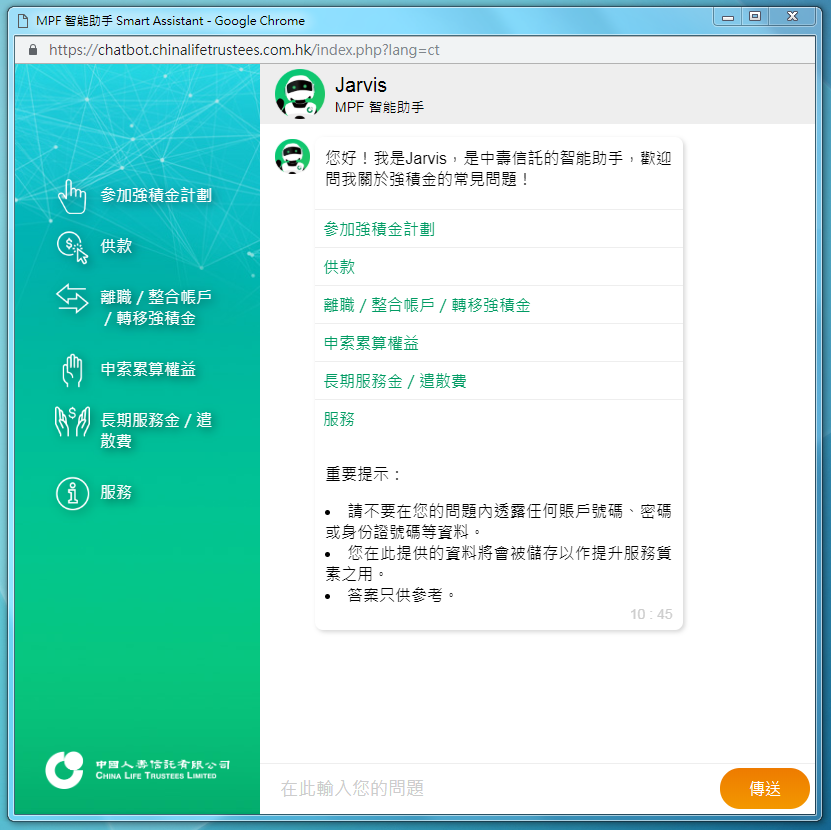 MPF 智能助手 Smart Assistant - Google Chrome
https://chatbot.chinalifetrustees.com.hk/index.php?lang=ct
Jarvis
MPF 智能助手
參加強積金計劃
供款
離職 / 整合帳戶
/ 轉移強積金
申索累算權益
長期服務金 / 遣
散費
服務
中國人壽信託有限公司
CHINA LIFE TRUSTEES LIMITED
您好！我是Jarvis，是中壽信託的智能助手，歡迎
問我關於強積金的常見問題！
參加強積金計劃
供款
離職 / 整合帳戶 / 轉移強積金
申索累算權益
長期服務金 / 遣散費
服務
重要提示：
• 請不要在您的問題內透露任何賬戶號碼、密碼
或身份證號碼等資料。
• 您在此提供的資料將會被儲存以作提升服務質
素之用。
• 答案只供參考。
10 : 45
在此輸入您的問題
傳送